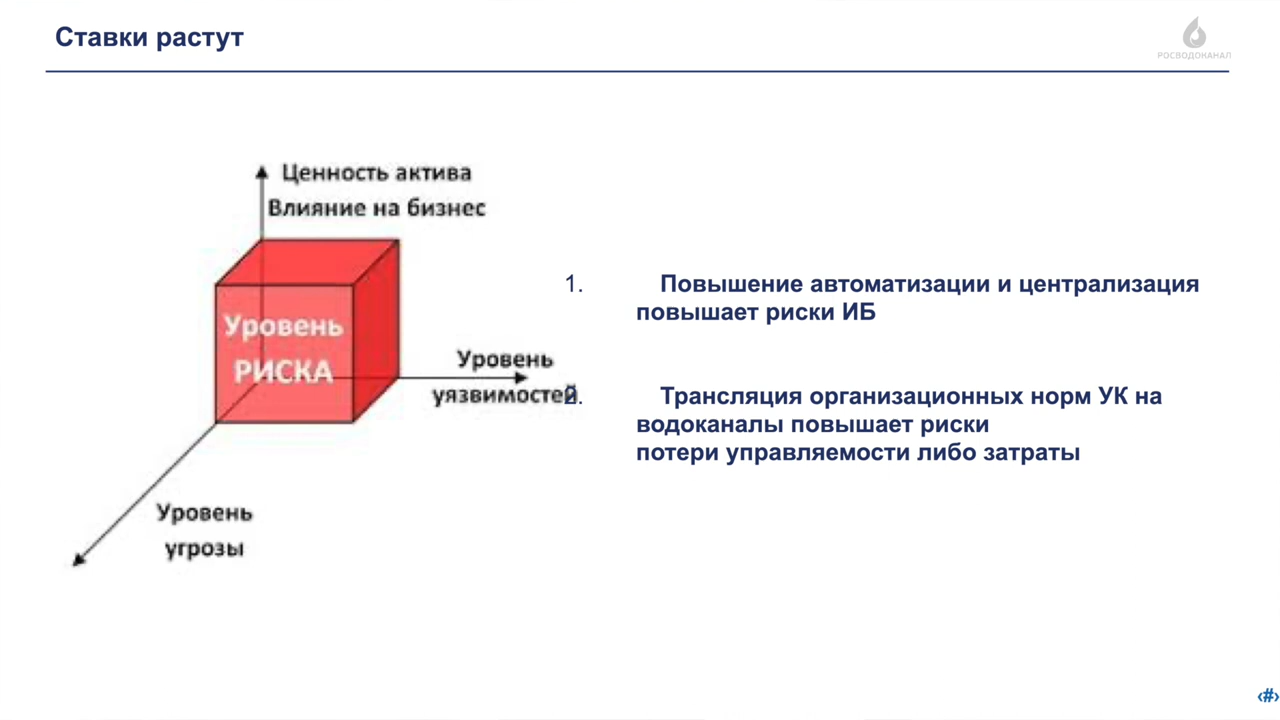 Ставки растут
РОСВОДОКАНАЛ
Ценность актива
Влияние на бизнес
Уровень
РИСКА
Уровень
уязвимостей
Уровень
угрозы
1. Повышение автоматизации и централизация
повышает риски ИБ
2. Трансляция организационных норм УК на
водоканалы повышает риски
потери управляемости либо затраты
‹#›